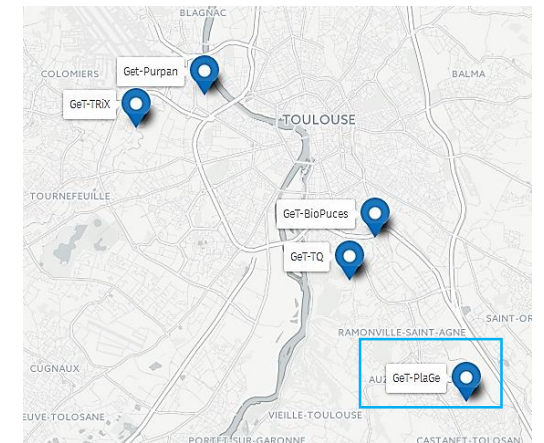 BLAGNAC
Get-Purpan
COLOMIERS
BALMA
GeT-TRiX
TOULOUSE
TOURNEFEUILLE
GeT-BioPuces
GeT-TQ
SAINT-OR
RAMONVILLE-SAINT-AGNE
CUGNAUX
AUZ
GeT-PlaGe
EUVE-TOLOSANE
VIEILLE-TOULOUSE
PORTET-SUR-GARONNE
CASTANET-TOLOSAN